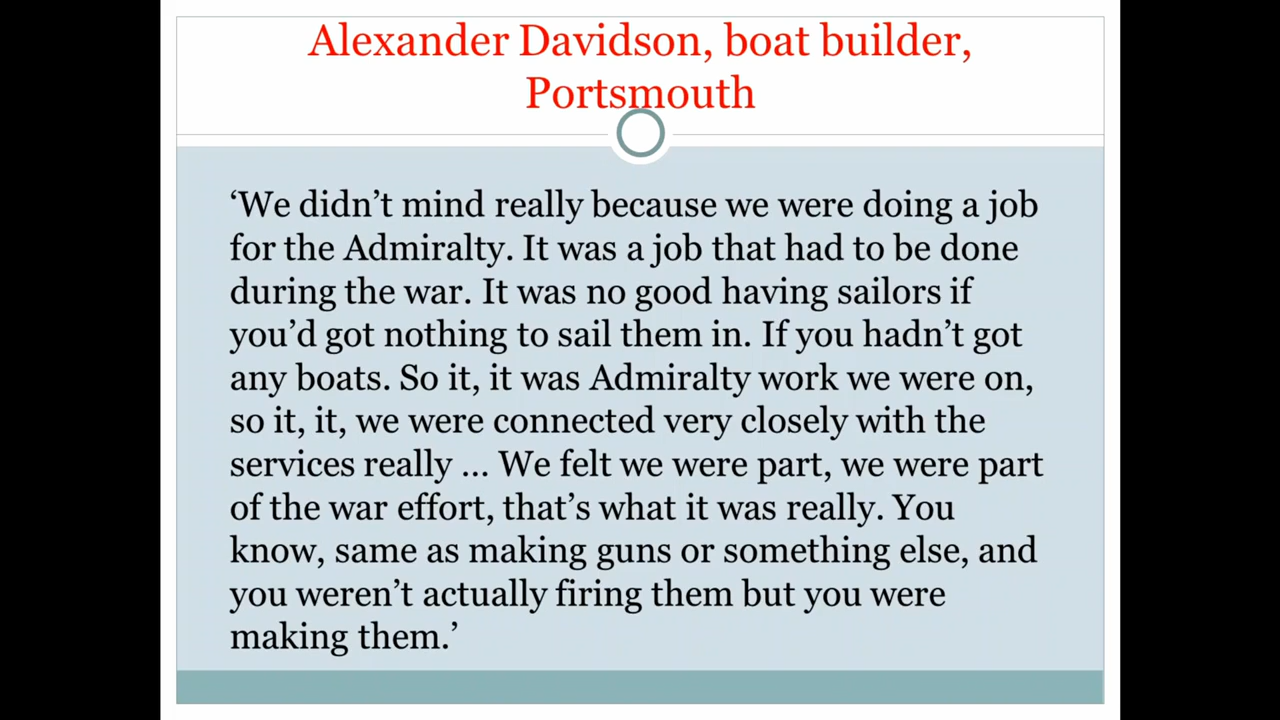 Alexander Davidson, boat builder,
Portsmouth
‘We didn’t mind really because we were doing a job
for the Admiralty. It was a job that had to be done
during the war. It was no good having sailors if
you’d got nothing to sail them in. If you hadn’t got
any boats. So it, it was Admiralty work we were on,
so it, it, we were connected very closely with the
services really ... We felt we were part, we were part
of the war effort, that’s what it was really. You
know, same as making guns or something else, and
you weren’t actually firing them but you were
making them.’